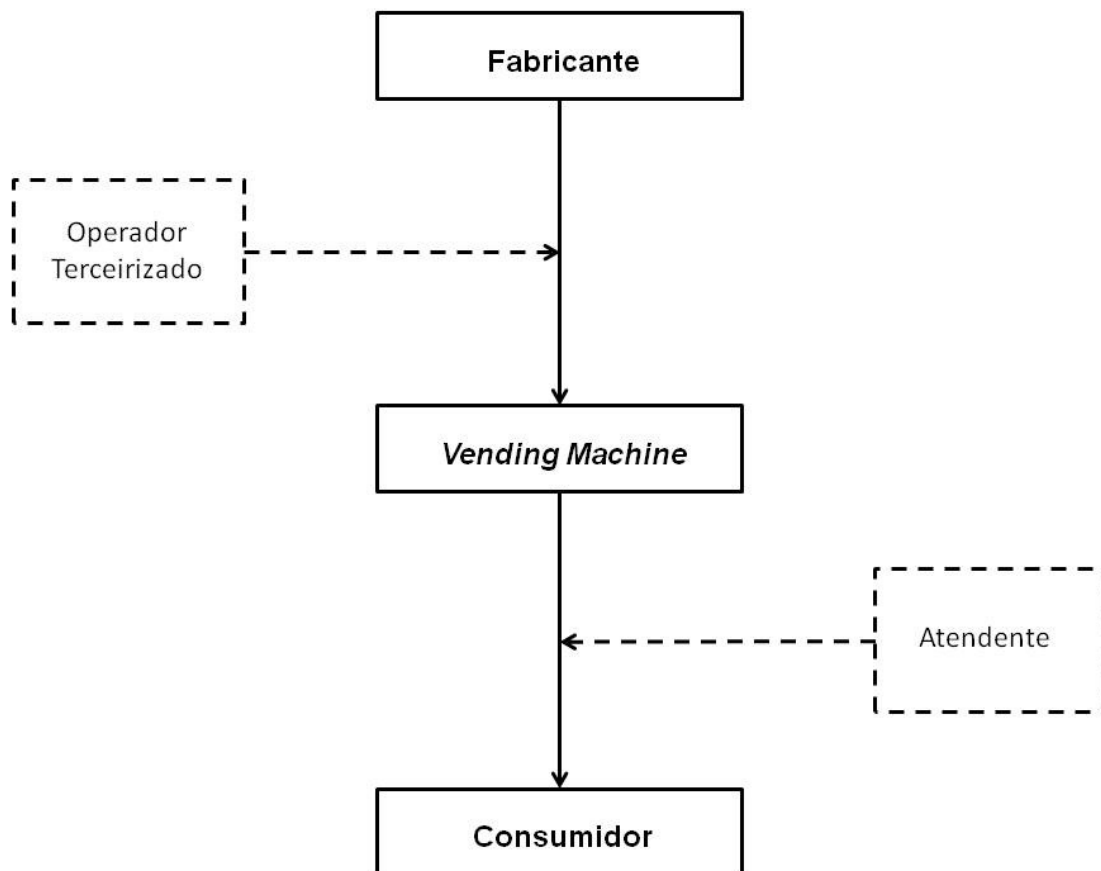 Fabricante
Operador
Terceirizado
Vending Machine
Atendente
Consumidor